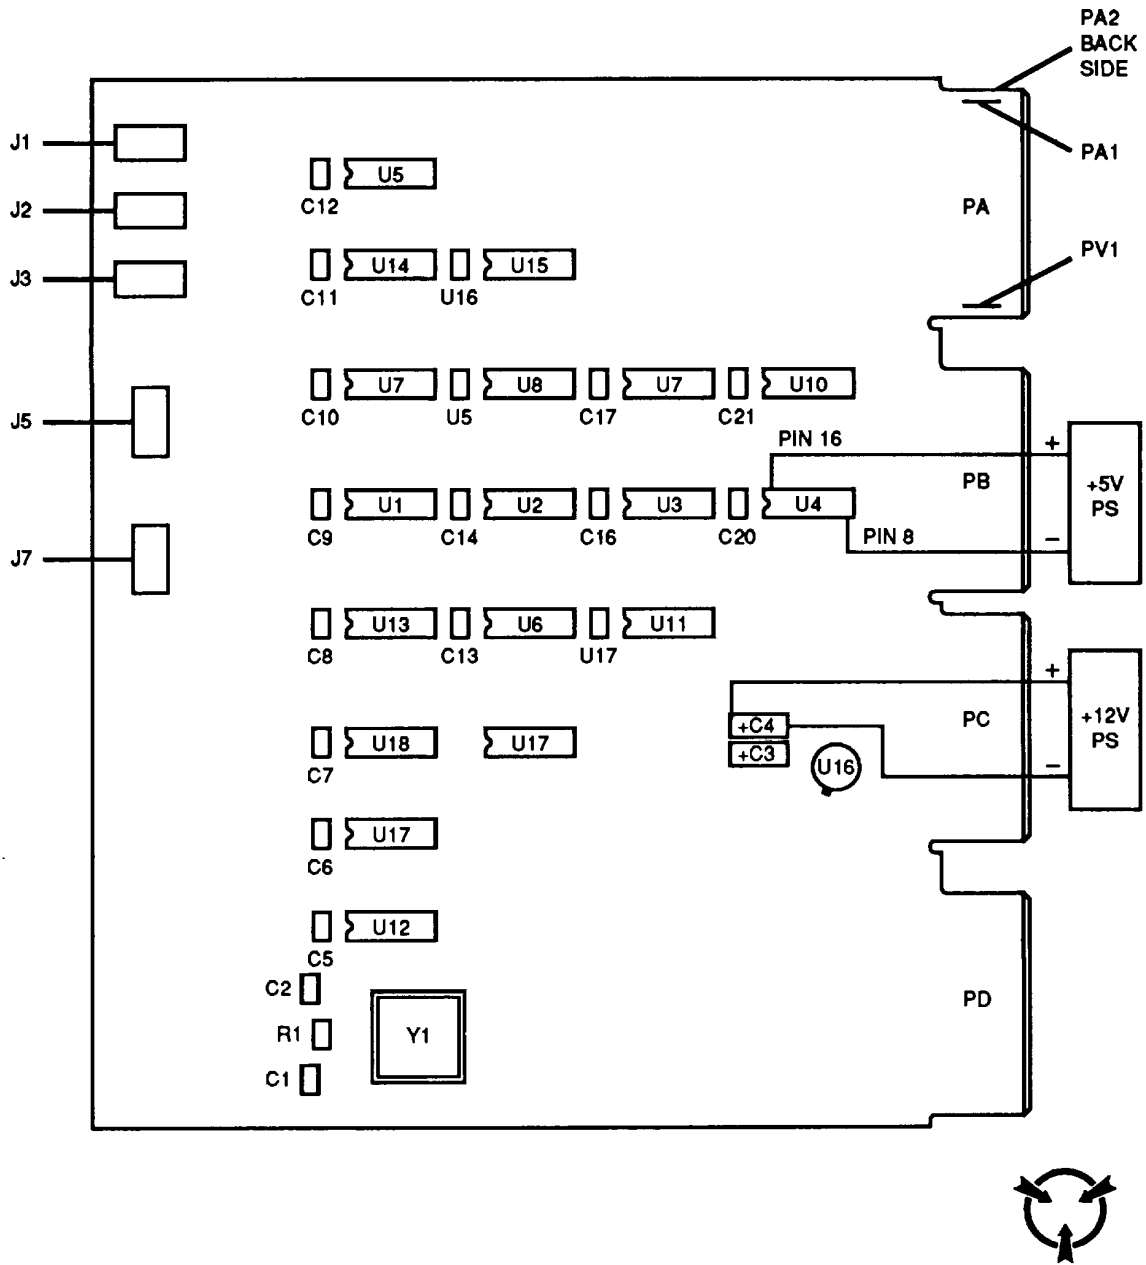 PA2
BACK
SIDE
J1
PA1
U5
C12
J2
PA
PV1
J3
U14
U15
C11
U16
U7
U8
U7
U10
C10
U5
C17
C21
J5
PIN 16
+
PB
+5V
PS
U1
U2
U3
U4
C9
C14
C16
C20
PIN 8
−
J7
U13
U6
U11
C8
C13
U17
+
+C4
PC
+12V
PS
+C3
U18
U17
U16
−
C7
U17
C6
U12
C5
C2
PD
R1
Y1
C1